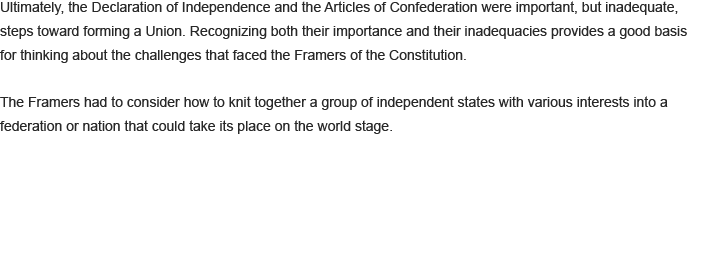 Ultimately, the Declaration of Independence and the Articles of Confederation were important, but inadequate,
steps toward forming a Union. Recognizing both their importance and their inadequacies provides a good basis
for thinking about the challenges that faced the Framers of the Constitution.
The Framers had to consider how to knit together a group of independent states with various interests into a
federation or nation that could take its place on the world stage.